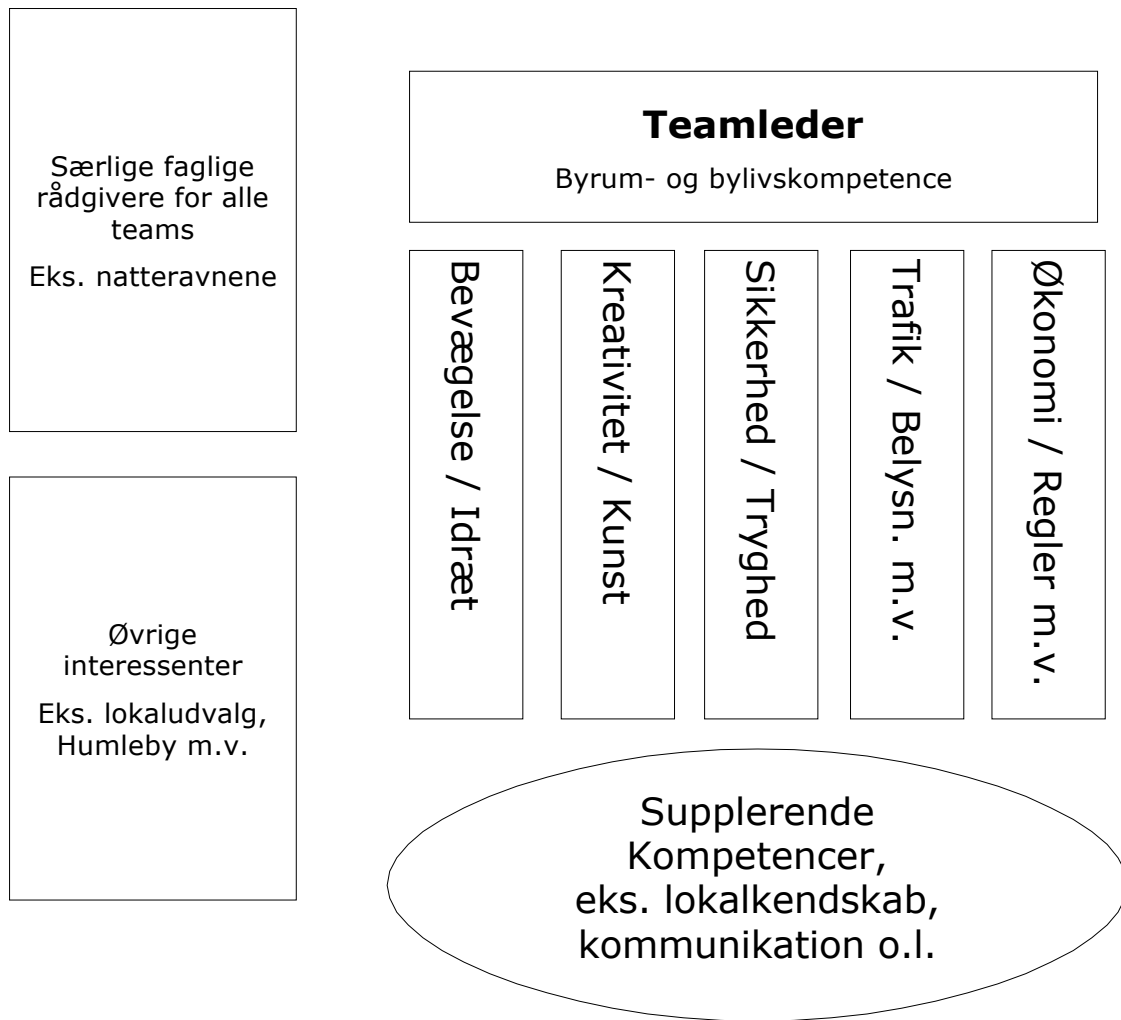 Særlige faglige
rådgivere for alle
teams
Eks. natteravnene
Øvrige
interessenter
Eks. lokaludvalg,
Humleby m.v.
Teamleder
Byrum- og bylivskompetence
Bevægelse / Idræt
Kreativitet / Kunst
Sikkerhed / Tryghed
Trafik / Belysn. m.v.
Økonomi / Regler m.v.
Supplerende
Kompetencer,
eks. lokalkendskab,
kommunikation o.l.